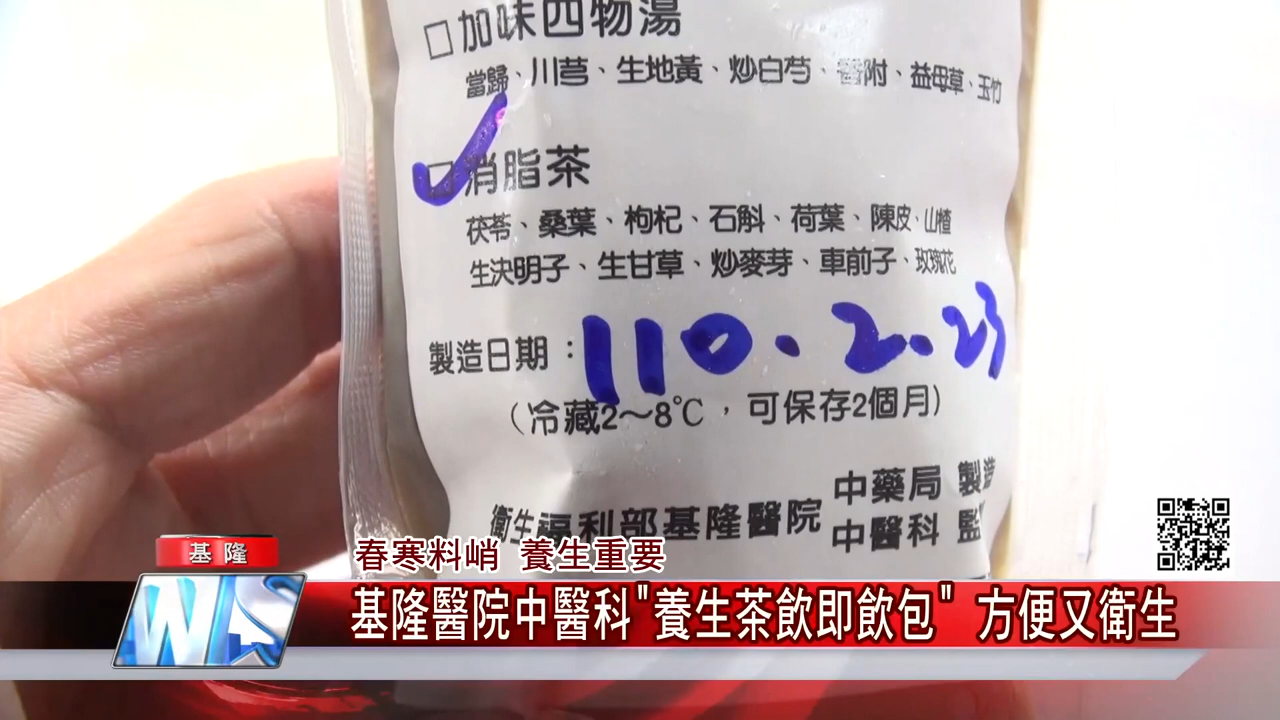 □加味四物湯
當歸、川芎、生地黃、炒白芍、香附、益母草、玉竹
□消脂茶
茯苓、桑葉、枸杞、石斛、荷葉、陳皮、山楂
生決明子、生甘草、炒麥芽、車前子、玫瑰花
製造日期：110.2.23
（冷藏2～8℃，可保存2個月）
衛生福利部基隆醫院
中藥局 製造
中醫科 監
基隆
春寒料峭 養生重要
WIS
基隆醫院中醫科"養生茶飲即飲包" 方便又衛生